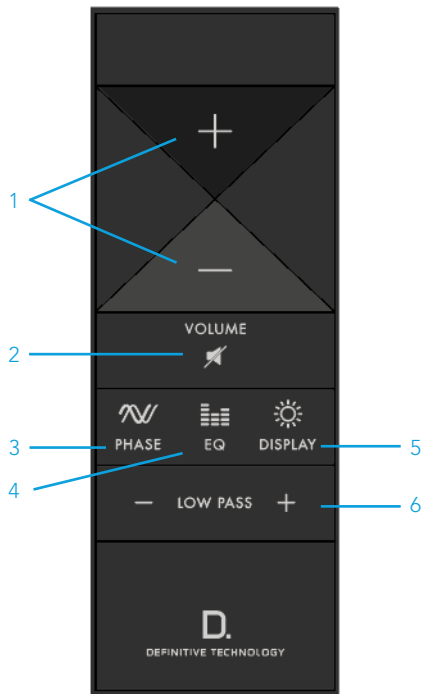 +
1
−
VOLUME
2
PHASE EQ DISPLAY
3
5
4
− LOW PASS +
6
D.
DEFINITIVE TECHNOLOGY